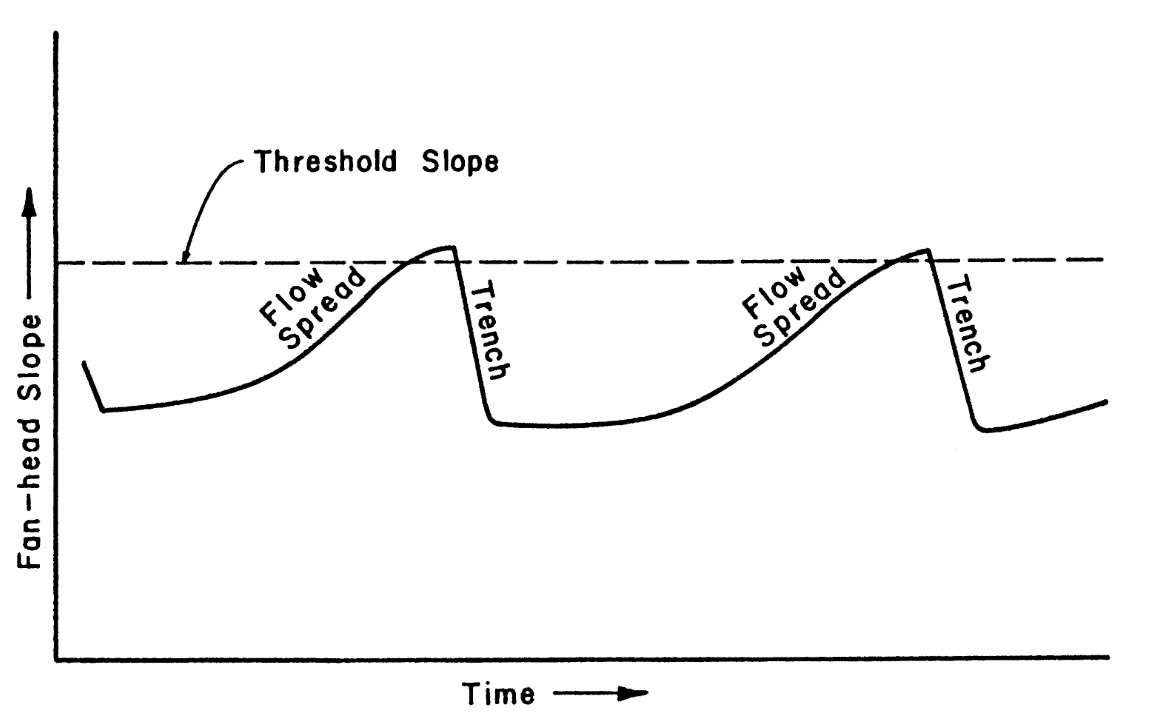 Threshold Slope
Flow
Spread
Trench
Flow
Spread
Trench
Fan-head Slope
Time